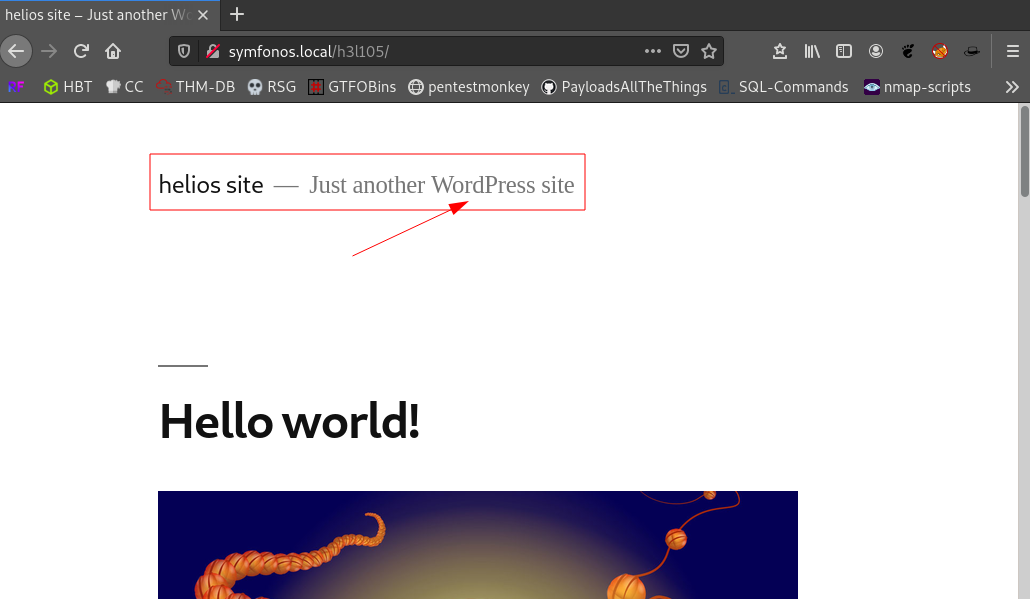 helios site – Just another Wo
symfonos.local/h3l105/
HBT CC THM-DB RSG GTFOBins pentestmonkey PayloadsAllTheThings SQL-Commands nmap-scripts
helios site — Just another WordPress site
Hello world!